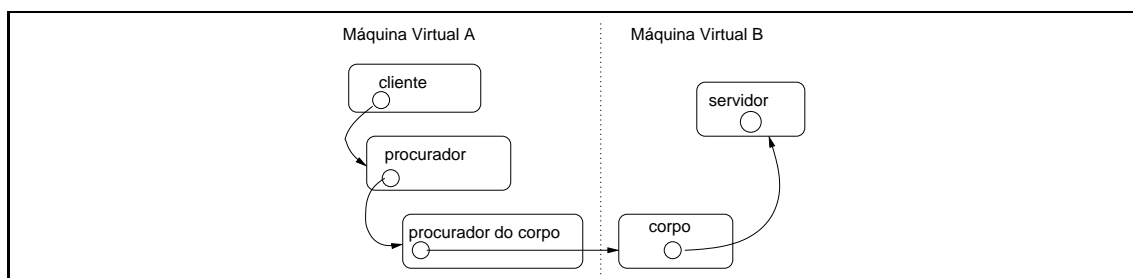 Máquina Virtual A
Máquina Virtual B
cliente
servidor
procurador
procurador do corpo
corpo